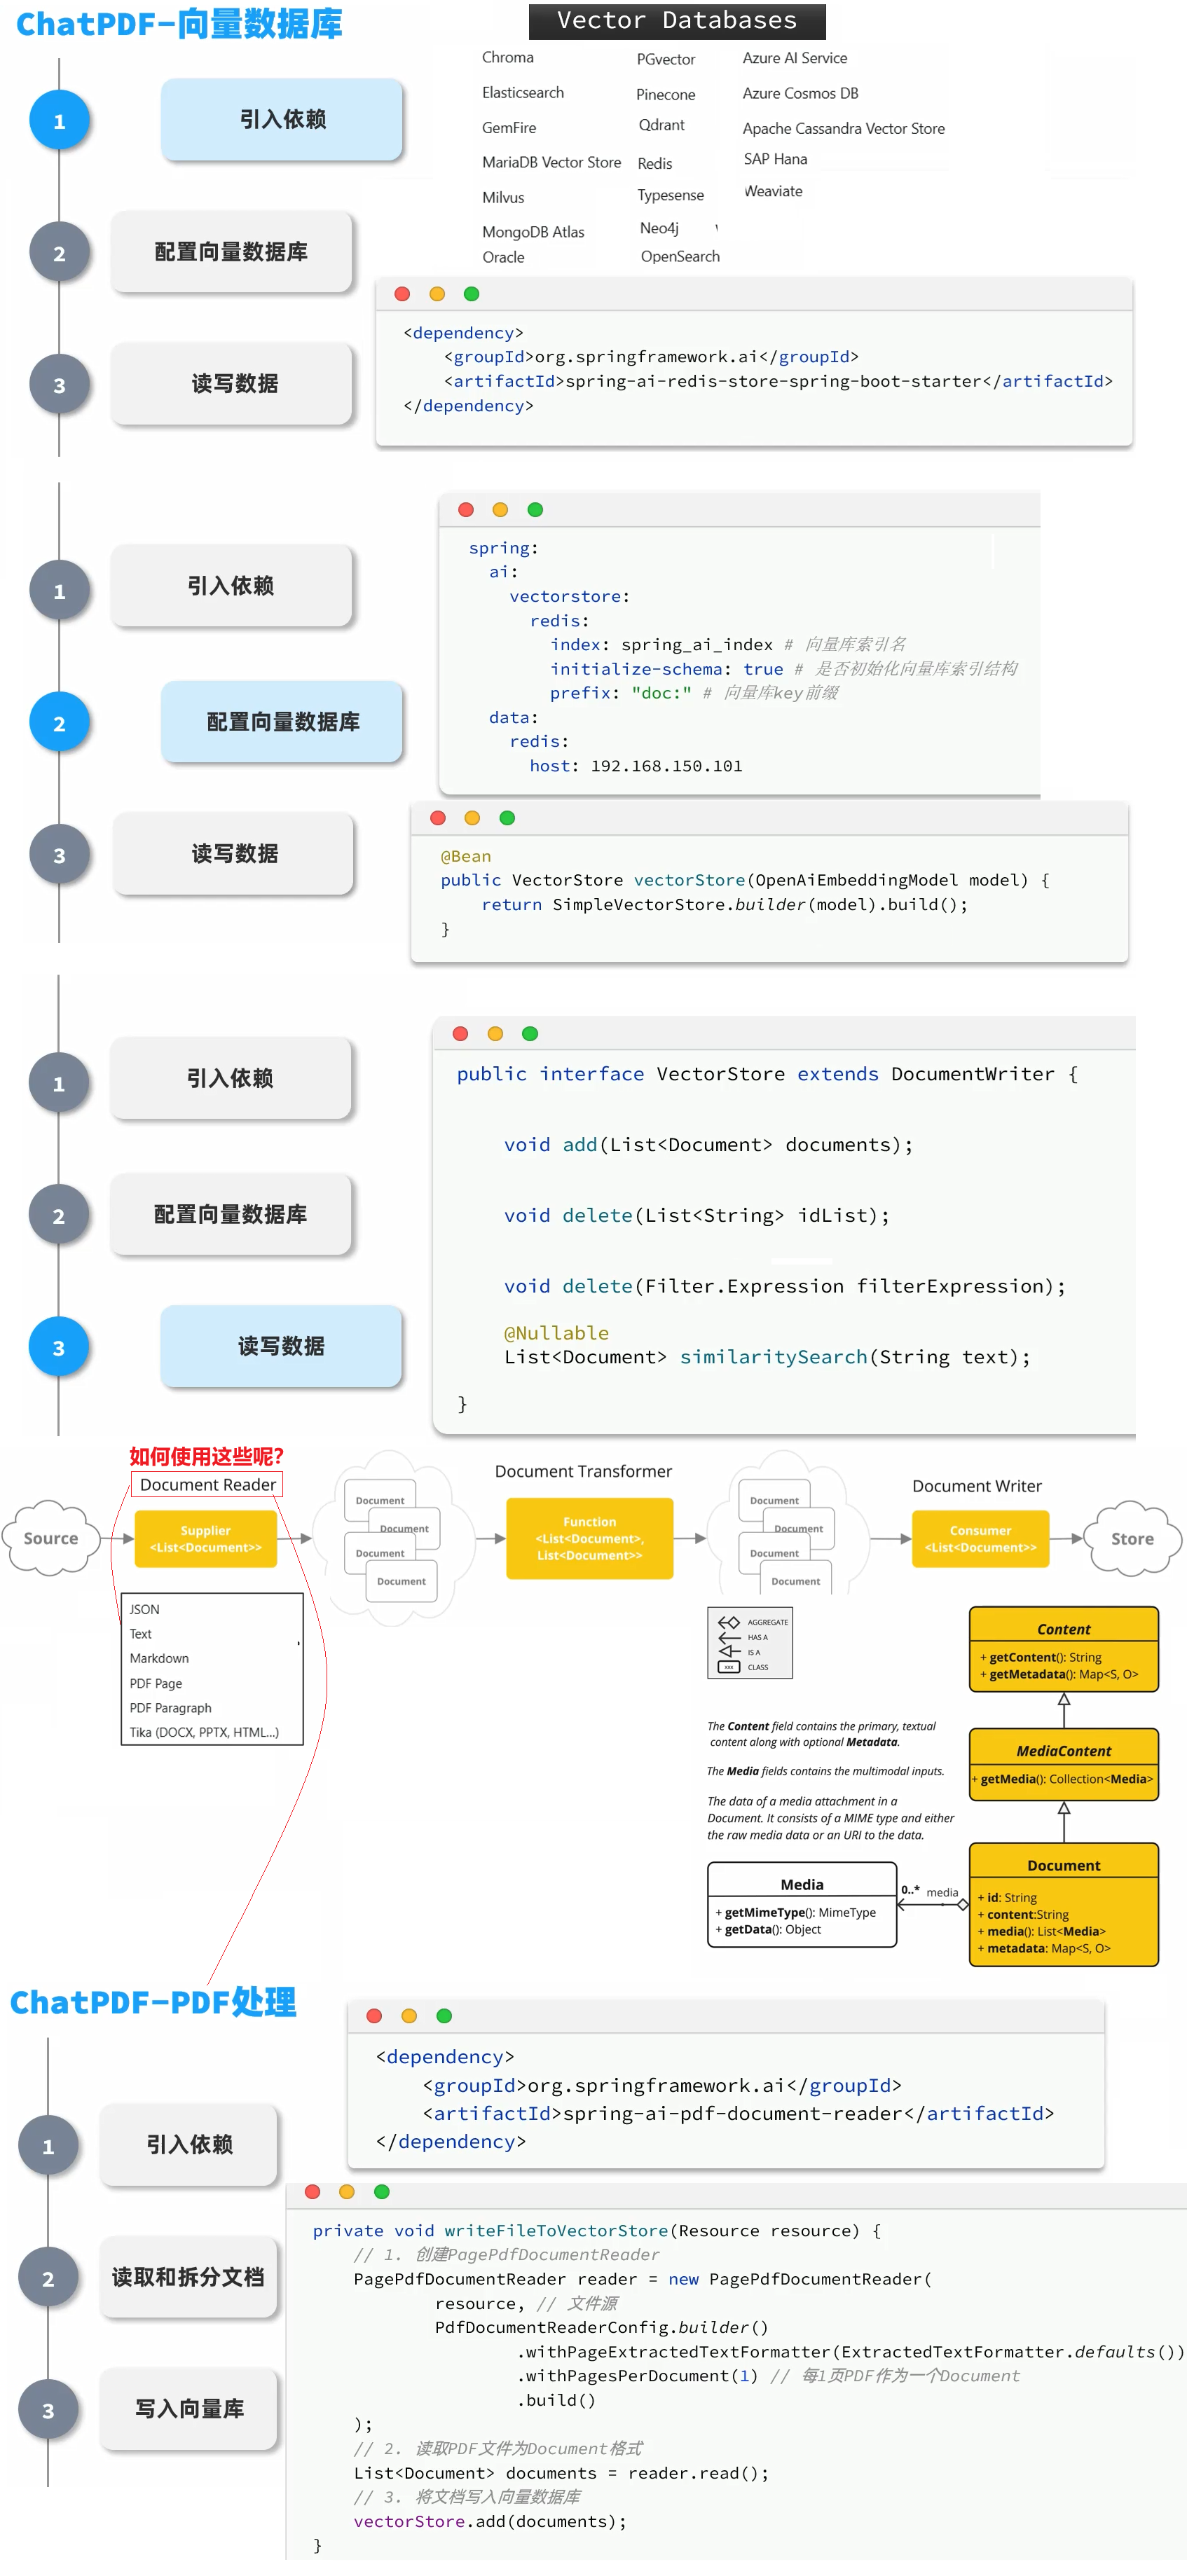 ChatPDF-向量数据库
Vector Databases
Chroma
PGvector
Azure AI Service
Elasticsearch
Pinecone
Azure Cosmos DB
GemFire
Qdrant
Apache Cassandra Vector Store
MariaDB Vector Store
Redis
SAP Hana
Milvus
Typesense
Weaviate
MongoDB Atlas
Neo4j
Oracle
OpenSearch
1
引入依赖
2
配置向量数据库
3
读写数据
<dependency>
<groupId>org.springframework.ai</groupId>
<artifactId>spring-ai-redis-store-spring-boot-starter</artifactId>
</dependency>
1
引入依赖
2
配置向量数据库
3
读写数据
spring:
ai:
vectorstore:
redis:
index: spring_ai_index # 向量库索引名
initialize-schema: true # 是否初始化向量库索引结构
prefix: "doc:" # 向量库key前缀
data:
redis:
host: 192.168.150.101
@Bean
public VectorStore vectorStore(OpenAiEmbeddingModel model) {
return SimpleVectorStore.builder(model).build();
}
1
引入依赖
2
配置向量数据库
3
读写数据
public interface VectorStore extends DocumentWriter {
void add(List<Document> documents);
void delete(List<String> idList);
void delete(Filter.Expression filterExpression);
@Nullable
List<Document> similaritySearch(String text);
}
如何使用这些呢?
Document Reader
Document Transformer
Document Writer
Source
Supplier
<List<Document>>
Document
Document
Document
Document
Function
<List<Document>,
List<Document>>
Document
Document
Document
Document
Consumer
<List<Document>>
Store
JSON
Text
Markdown
PDF Page
PDF Paragraph
Tika (DOCX, PPTX, HTML...)
AGGREGATE
HAS A
IS A
xxx CLASS
Content
+ getContent(): String
+ getMetadata(): Map<S, O>
The Content field contains the primary, textual
content along with optional Metadata.
The Media fields contains the multimodal inputs.
The data of a media attachment in a
Document. It consists of a MIME type and either
the raw media data or an URI to the data.
MediaContent
+ getMedia(): Collection<Media>
Media
+ getMimeType(): MimeType
+ getData(): Object
0..* media
Document
+ id: String
+ content:String
+ media(): List<Media>
+ metadata: Map<S, O>
ChatPDF-PDF处理
1
引入依赖
2
读取和拆分文档
3
写入向量库
<dependency>
<groupId>org.springframework.ai</groupId>
<artifactId>spring-ai-pdf-document-reader</artifactId>
</dependency>
private void writeFileToVectorStore(Resource resource) {
// 1. 创建PagePdfDocumentReader
PagePdfDocumentReader reader = new PagePdfDocumentReader(
resource, // 文件源
PdfDocumentReaderConfig.builder()
.withPageExtractedTextFormatter(ExtractedTextFormatter.defaults())
.withPagesPerDocument(1) // 每1页PDF作为一个Document
.build()
);
// 2. 读取PDF文件为Document格式
List<Document> documents = reader.read();
// 3. 将文档写入向量数据库
vectorStore.add(documents);
}